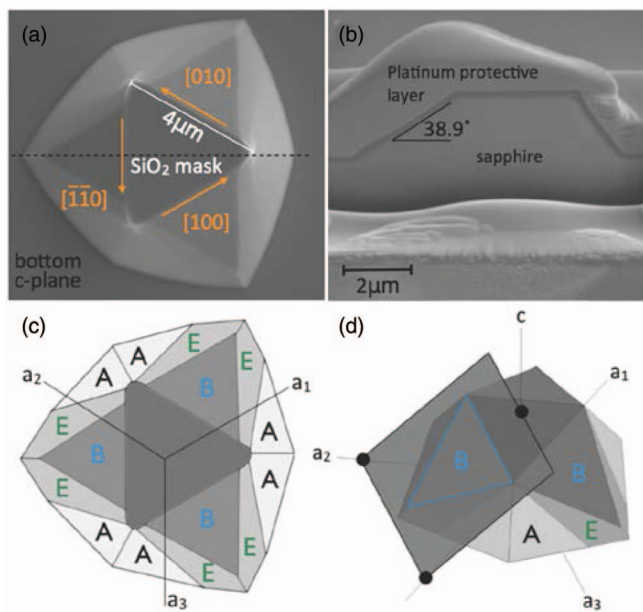 (a)
[010]
4μm
SiO₂ mask
[1̅1̅0]
[100]
bottom
c-plane
(b)
Platinum protective
layer
38.9°
sapphire
2μm
(c)
A
A
E
E
a₂
a₁
B
E
A
B
E
A
B
A
A
E
E
a₃
(d)
c
a₁
a₂
B
B
A
E
a₃